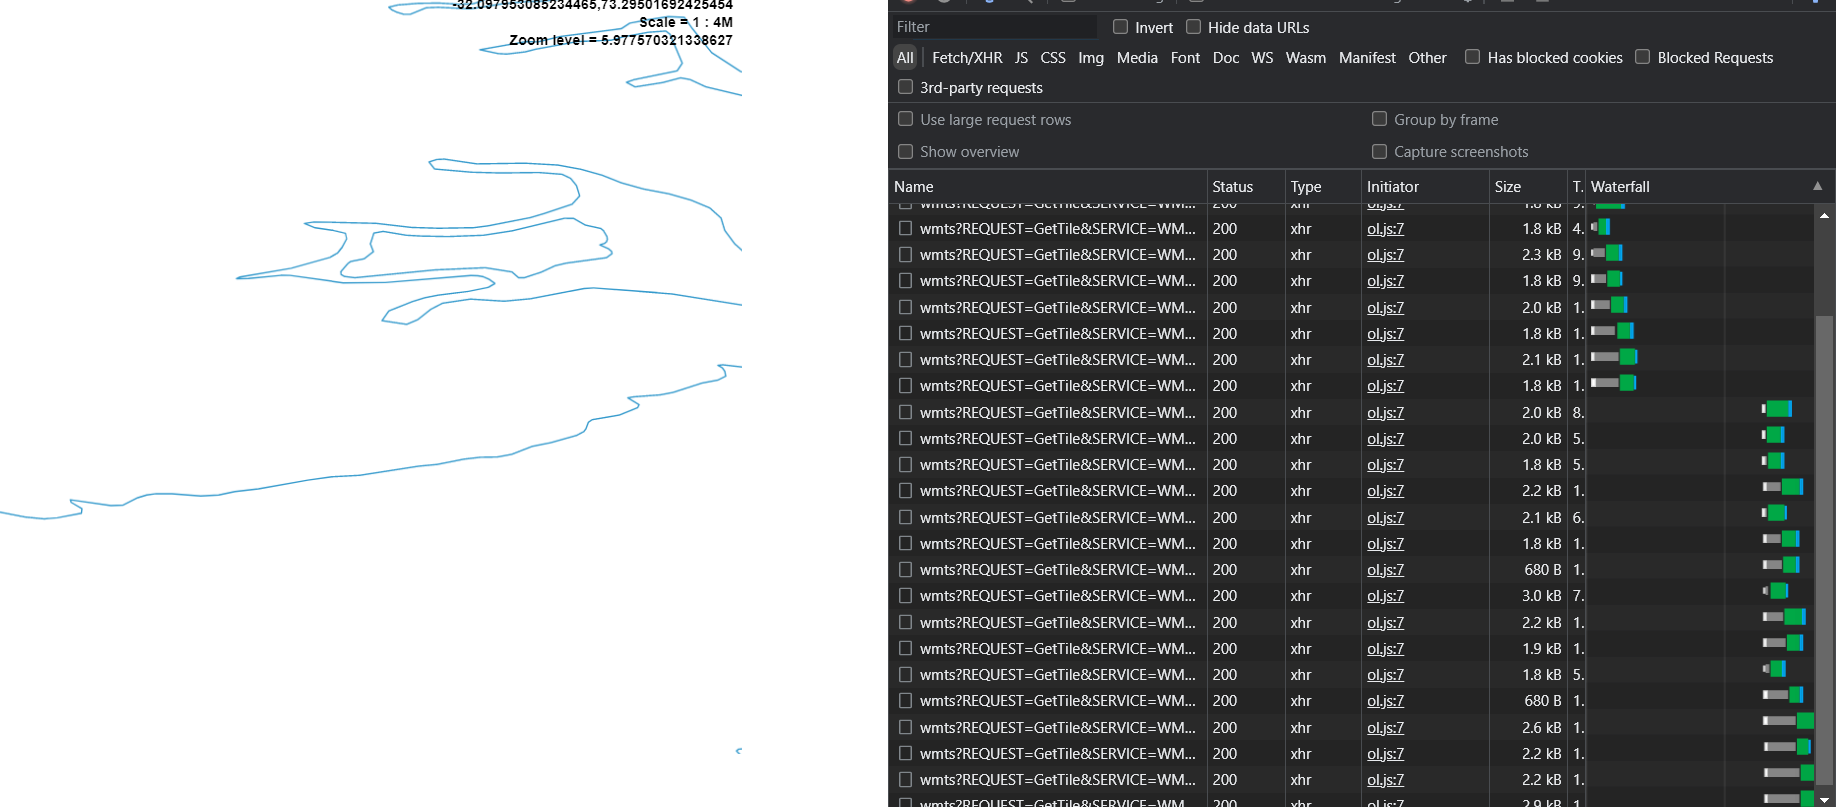 -32.097953085234465,73.29501692425454
Scale = 1 : 4M
Zoom level = 5.977570321338627
Filter
Invert
Hide data URLs
All Fetch/XHR JS CSS Img Media Font Doc WS Wasm Manifest Other Has blocked cookies Blocked Requests
3rd-party requests
Use large request rows Group by frame
Show overview Capture screenshots
Name Status Type Initiator Size T. Waterfall
wmts?REQUEST=GetTile&SERVICE=WM... 200 xhr ol.js:7 1.8 kB 9.
wmts?REQUEST=GetTile&SERVICE=WM... 200 xhr ol.js:7 1.8 kB 4.
wmts?REQUEST=GetTile&SERVICE=WM... 200 xhr ol.js:7 2.3 kB 9.
wmts?REQUEST=GetTile&SERVICE=WM... 200 xhr ol.js:7 1.8 kB 9.
wmts?REQUEST=GetTile&SERVICE=WM... 200 xhr ol.js:7 2.0 kB 1.
wmts?REQUEST=GetTile&SERVICE=WM... 200 xhr ol.js:7 1.8 kB 1.
wmts?REQUEST=GetTile&SERVICE=WM... 200 xhr ol.js:7 2.1 kB 1.
wmts?REQUEST=GetTile&SERVICE=WM... 200 xhr ol.js:7 1.8 kB 1.
wmts?REQUEST=GetTile&SERVICE=WM... 200 xhr ol.js:7 2.0 kB 8.
wmts?REQUEST=GetTile&SERVICE=WM... 200 xhr ol.js:7 2.0 kB 5.
wmts?REQUEST=GetTile&SERVICE=WM... 200 xhr ol.js:7 1.8 kB 5.
wmts?REQUEST=GetTile&SERVICE=WM... 200 xhr ol.js:7 2.2 kB 1.
wmts?REQUEST=GetTile&SERVICE=WM... 200 xhr ol.js:7 2.1 kB 6.
wmts?REQUEST=GetTile&SERVICE=WM... 200 xhr ol.js:7 1.8 kB 1.
wmts?REQUEST=GetTile&SERVICE=WM... 200 xhr ol.js:7 680 B 1.
wmts?REQUEST=GetTile&SERVICE=WM... 200 xhr ol.js:7 3.0 kB 7.
wmts?REQUEST=GetTile&SERVICE=WM... 200 xhr ol.js:7 2.2 kB 1.
wmts?REQUEST=GetTile&SERVICE=WM... 200 xhr ol.js:7 1.9 kB 1.
wmts?REQUEST=GetTile&SERVICE=WM... 200 xhr ol.js:7 1.8 kB 5.
wmts?REQUEST=GetTile&SERVICE=WM... 200 xhr ol.js:7 680 B 1.
wmts?REQUEST=GetTile&SERVICE=WM... 200 xhr ol.js:7 2.6 kB 1.
wmts?REQUEST=GetTile&SERVICE=WM... 200 xhr ol.js:7 2.2 kB 1.
wmts?REQUEST=GetTile&SERVICE=WM... 200 xhr ol.js:7 2.2 kB 1.
wmts?REQUEST=GetTile&SERVICE=WM... 200 xhr ol.js:7 2.9 kB 1.